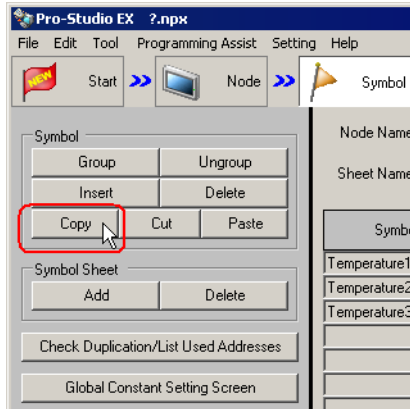 Pro-Studio EX ?.npx
File Edit Tool Programming Assist Setting Help
NEW Start Node Symbol
Symbol
Group Ungroup
Insert Delete
Copy Cut Paste
Symbol Sheet
Add Delete
Check Duplication/List Used Addresses
Global Constant Setting Screen
Node Name
Sheet Name
Symbo
Temperature1
Temperature2
Temperature3